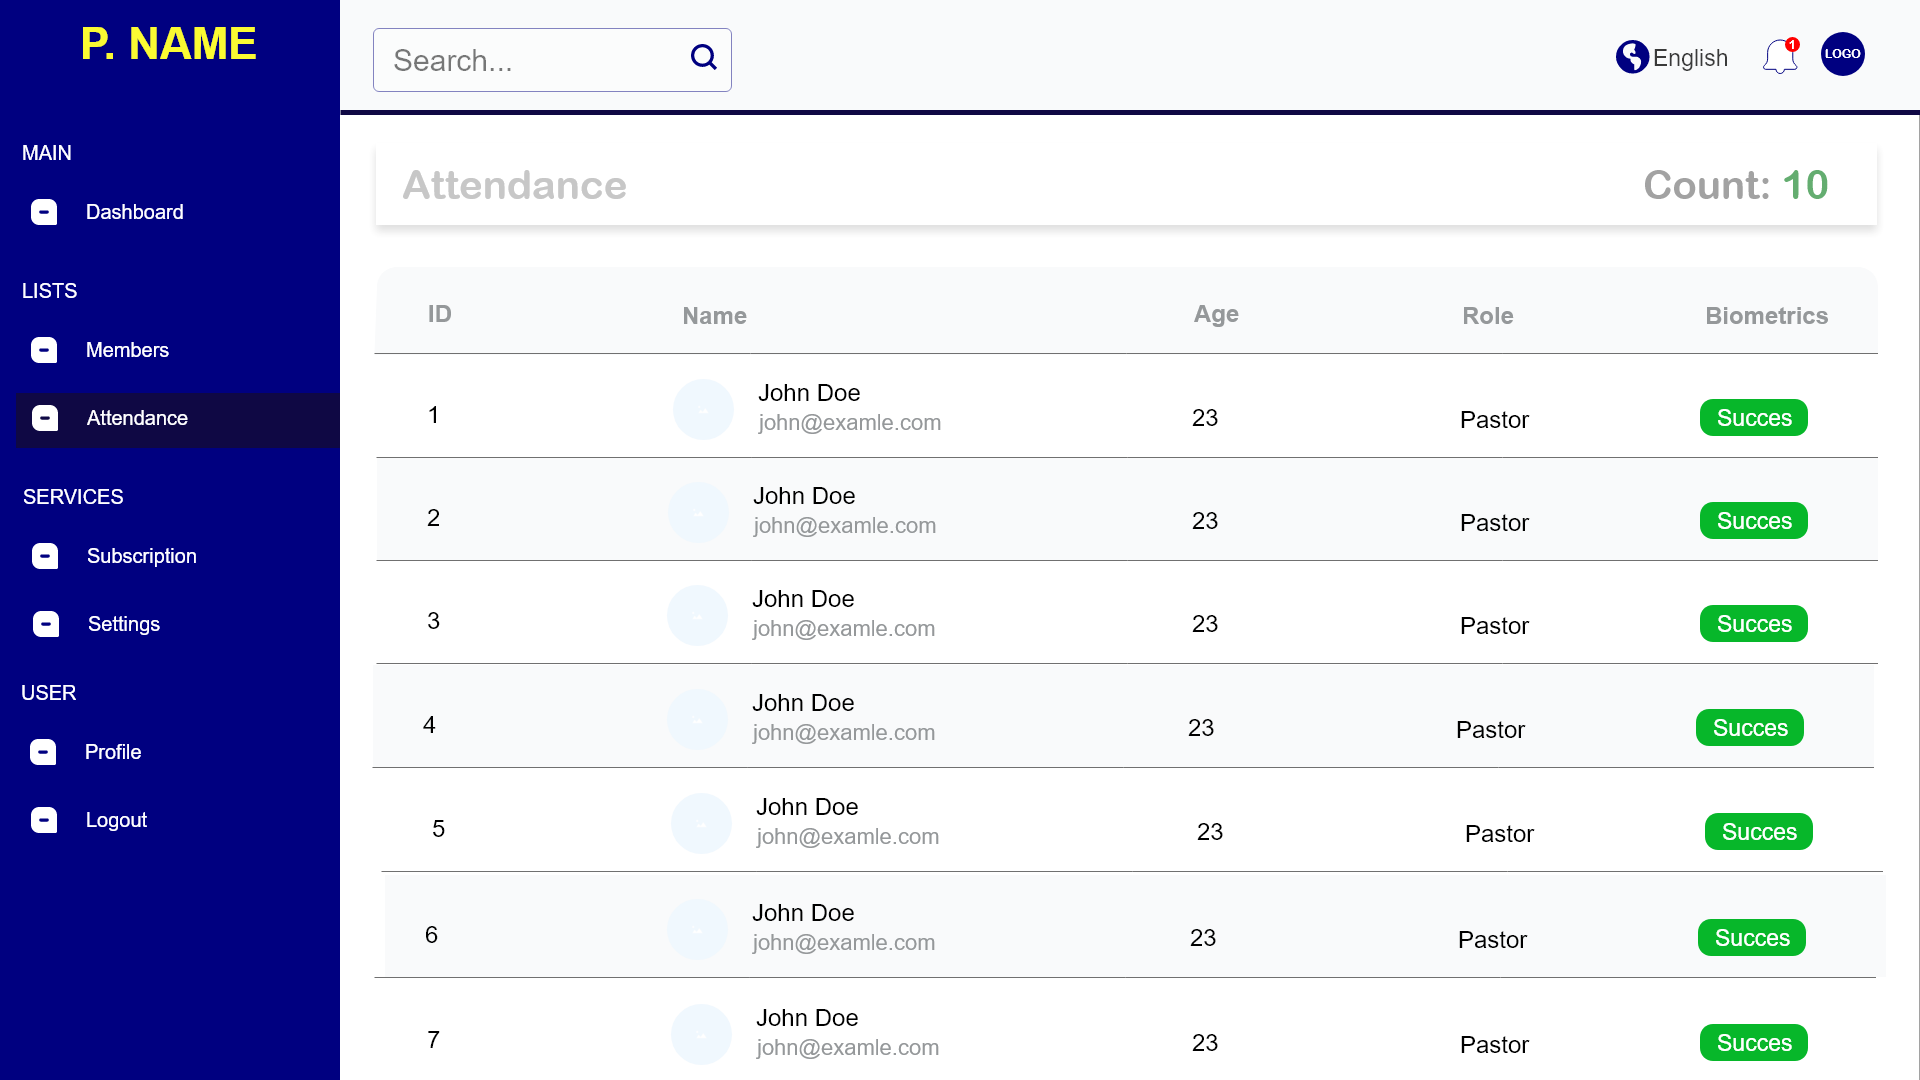 P. NAME
MAIN
Dashboard
LISTS
Members
Attendance
SERVICES
Subscription
Settings
USER
Profile
Logout
Search...
English
1
LOGO
Attendance
Count: 10
ID Name Age Role Biometrics
1 John Doe 23 Pastor Succes
john@examle.com
2 John Doe 23 Pastor Succes
john@examle.com
3 John Doe 23 Pastor Succes
john@examle.com
4 John Doe 23 Pastor Succes
john@examle.com
5 John Doe 23 Pastor Succes
john@examle.com
6 John Doe 23 Pastor Succes
john@examle.com
7 John Doe 23 Pastor Succes
john@examle.com